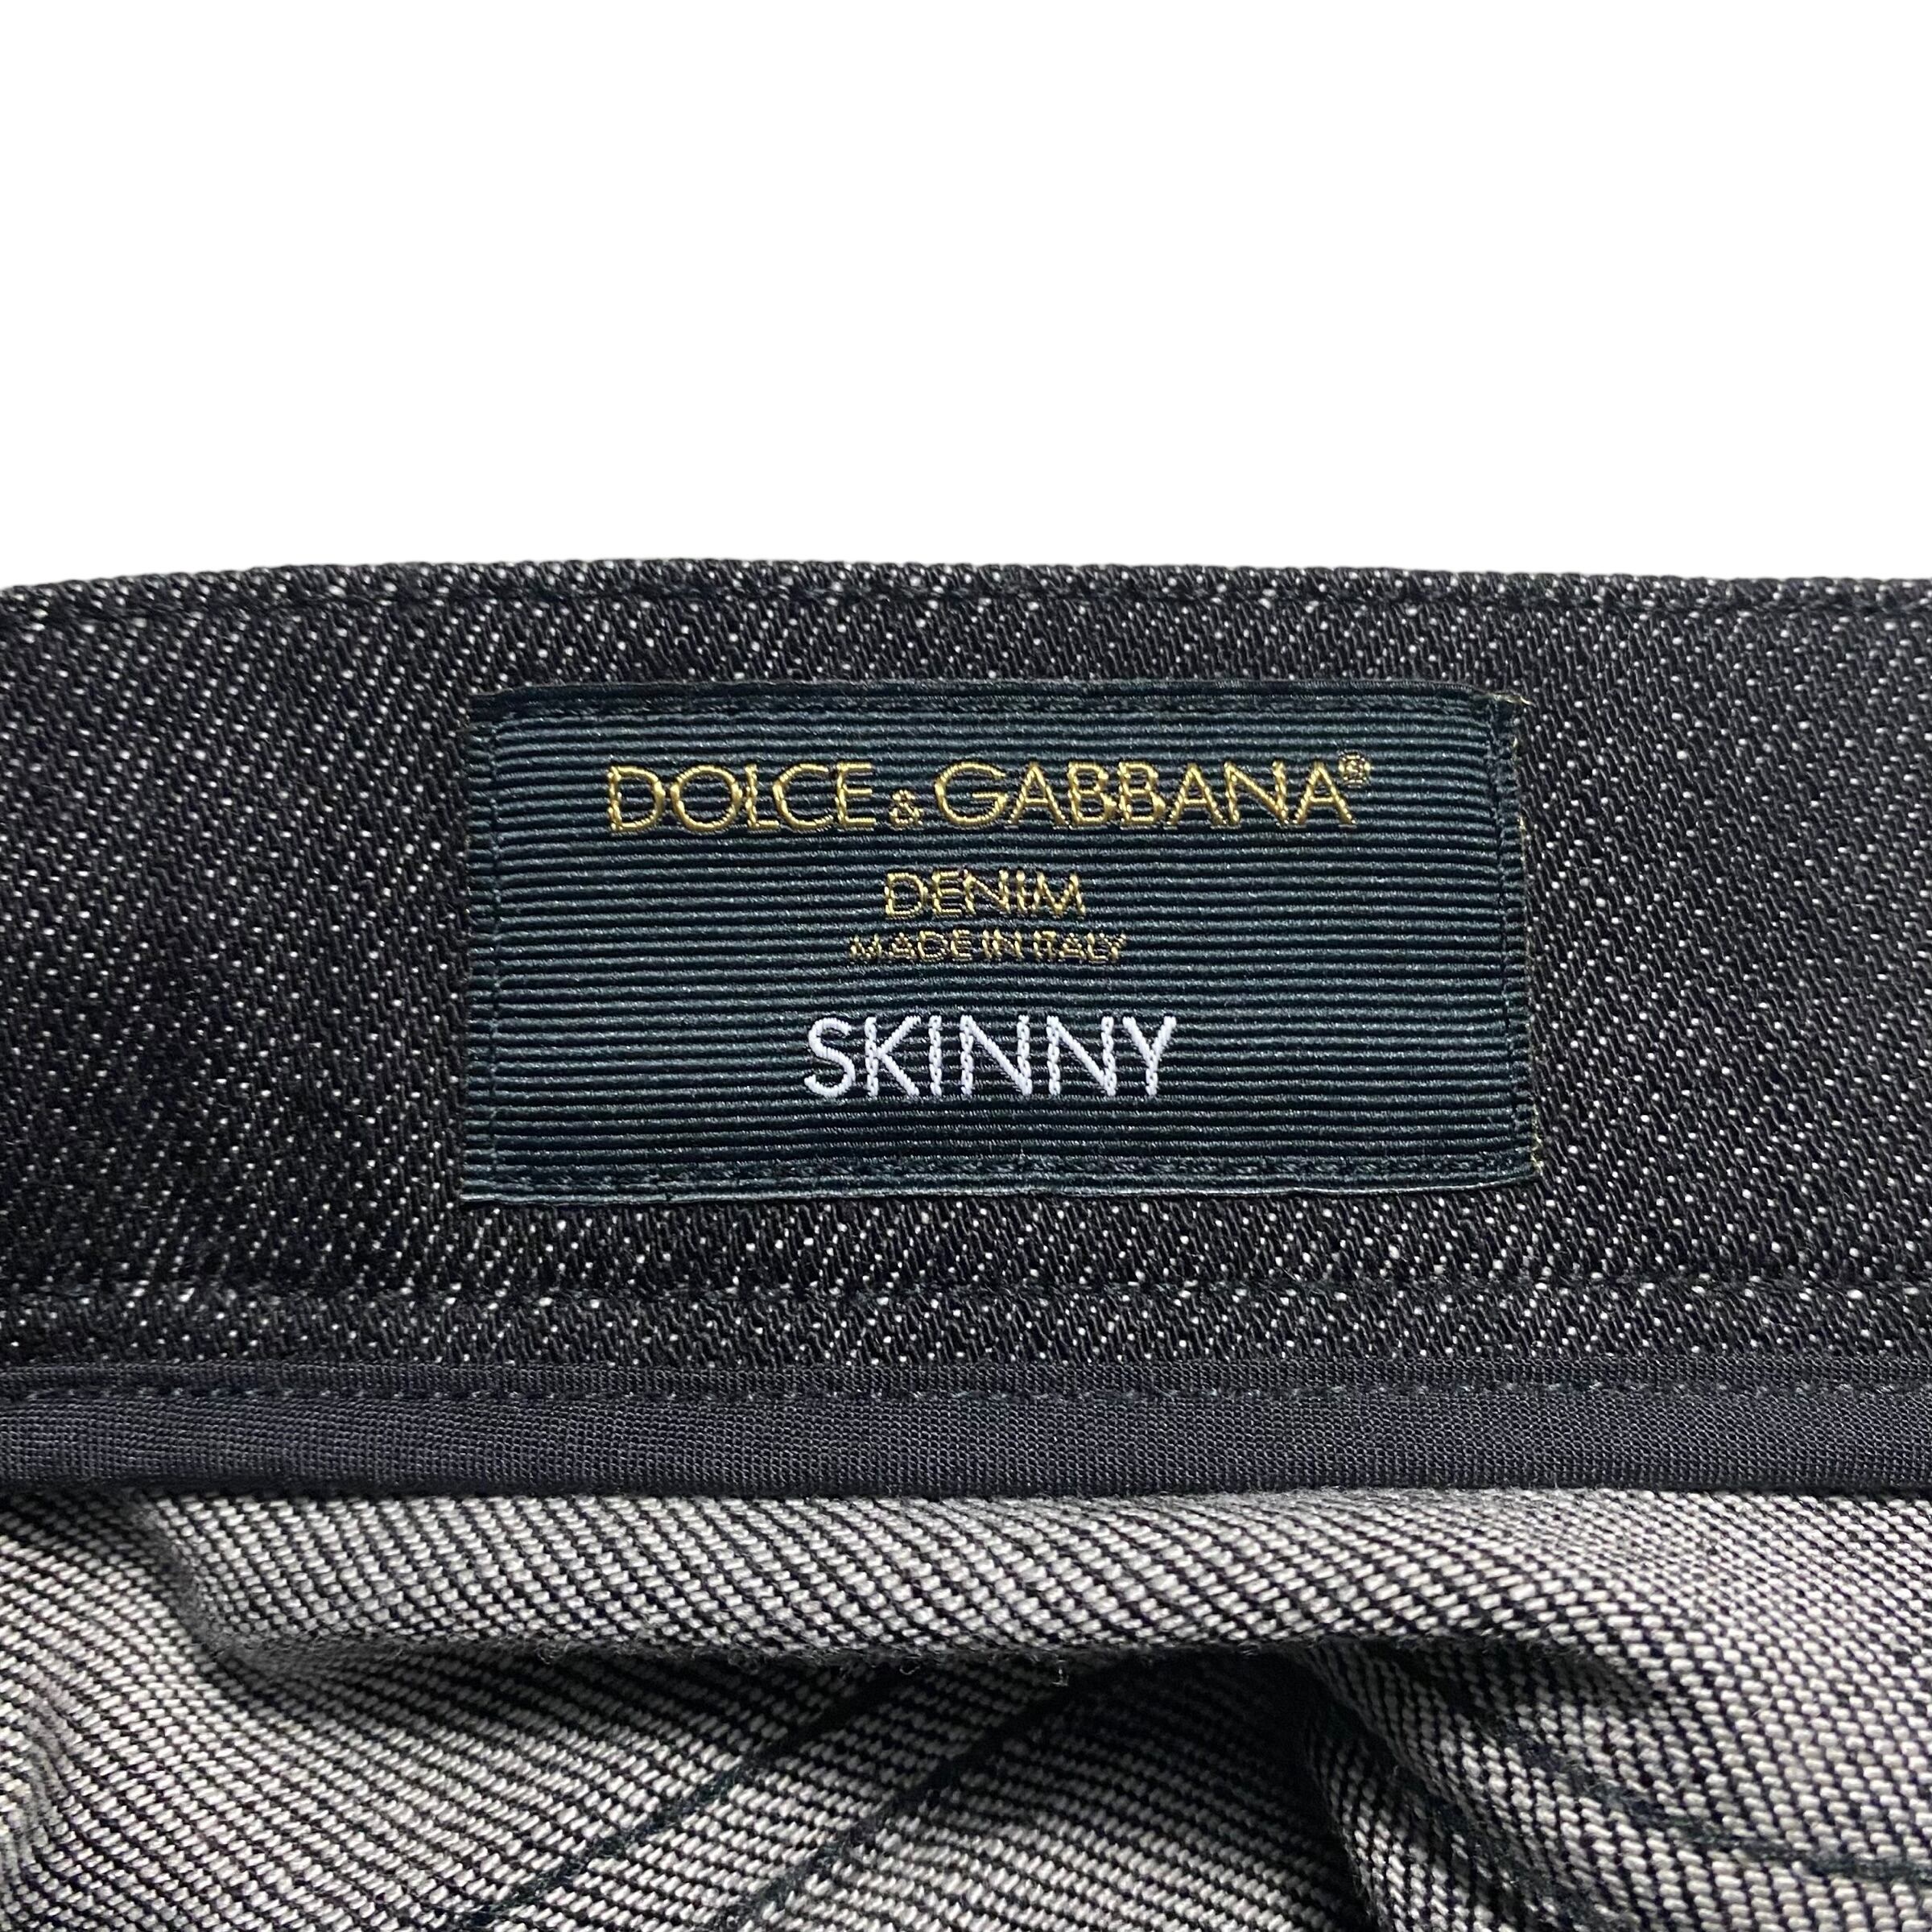 DOLCE & GABBANA®
DENIM
MADE IN ITALY
SKINNY